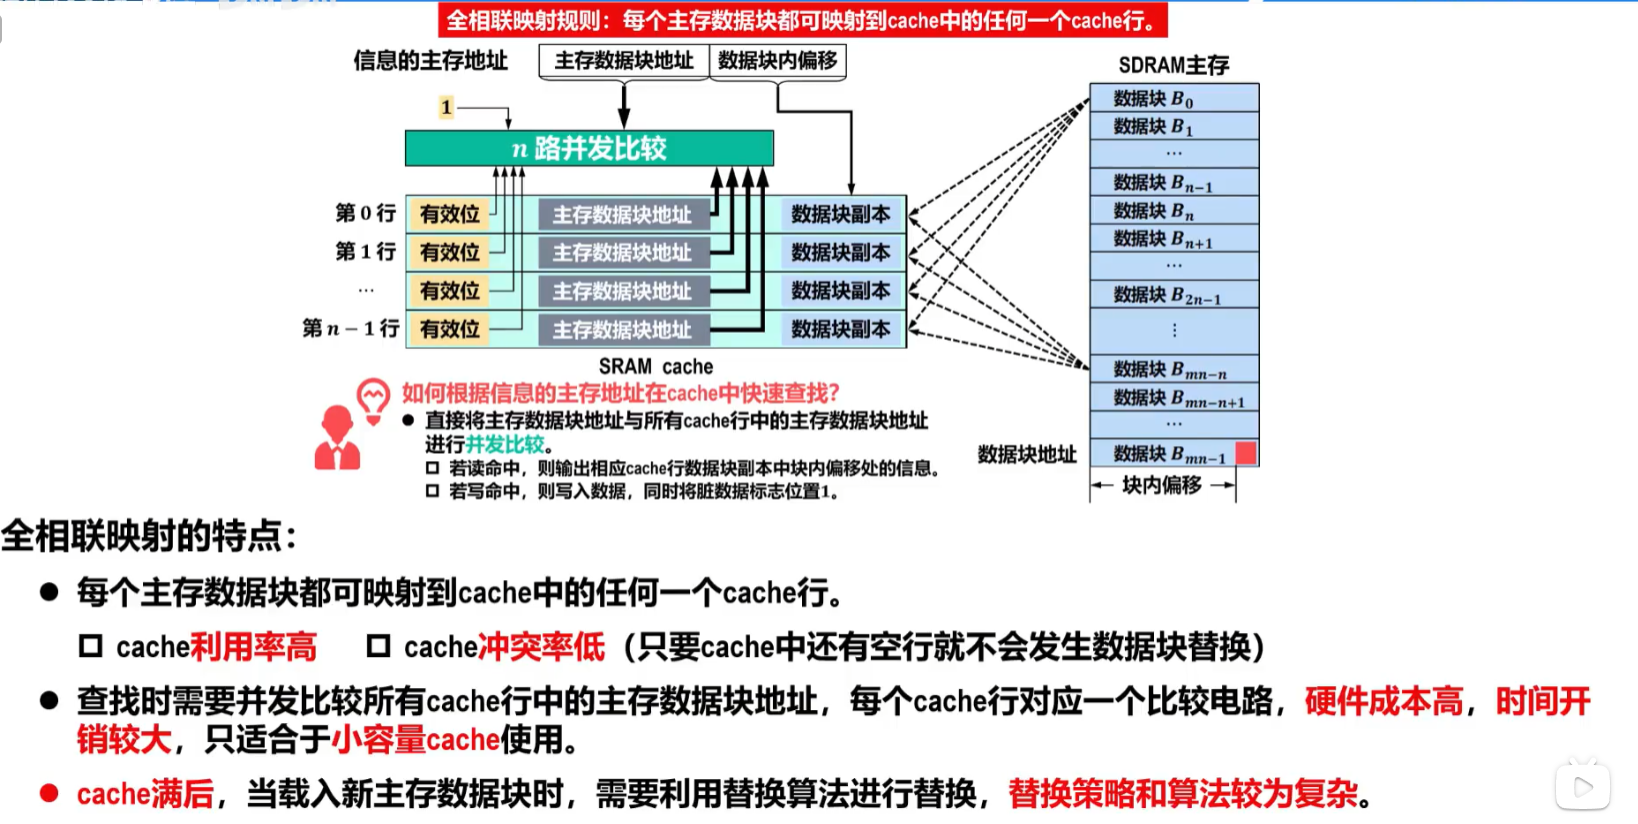 全相联映射规则：每个主存数据块都可映射到cache中的任何一个cache行。
信息的主存地址
主存数据块地址 数据块内偏移
SDRAM主存
1
n 路并发比较
第 0 行 有效位 主存数据块地址 数据块副本
第 1 行 有效位 主存数据块地址 数据块副本
… 有效位 主存数据块地址 数据块副本
第 n − 1 行 有效位 主存数据块地址 数据块副本
SRAM cache
数据块 B0
数据块 B1
…
数据块 Bn−1
数据块 Bn
数据块 Bn+1
…
数据块 B2n−1
⋮
数据块 Bmn−n
数据块 Bmn−n+1
…
数据块地址 数据块 Bmn−1
块内偏移
如何根据信息的主存地址在cache中快速查找？
● 直接将主存数据块地址与所有cache行中的主存数据块地址
进行并发比较。
□ 若读命中，则输出相应cache行数据块副本中块内偏移处的信息。
□ 若写命中，则写入数据，同时将脏数据标志位置1。
全相联映射的特点：
● 每个主存数据块都可映射到cache中的任何一个cache行。
□ cache利用率高 □ cache冲突率低（只要cache中还有空行就不会发生数据块替换）
● 查找时需要并发比较所有cache行中的主存数据块地址，每个cache行对应一个比较电路，硬件成本高，时间开
销较大，只适合于小容量cache使用。
● cache满后，当载入新主存数据块时，需要利用替换算法进行替换，替换策略和算法较为复杂。